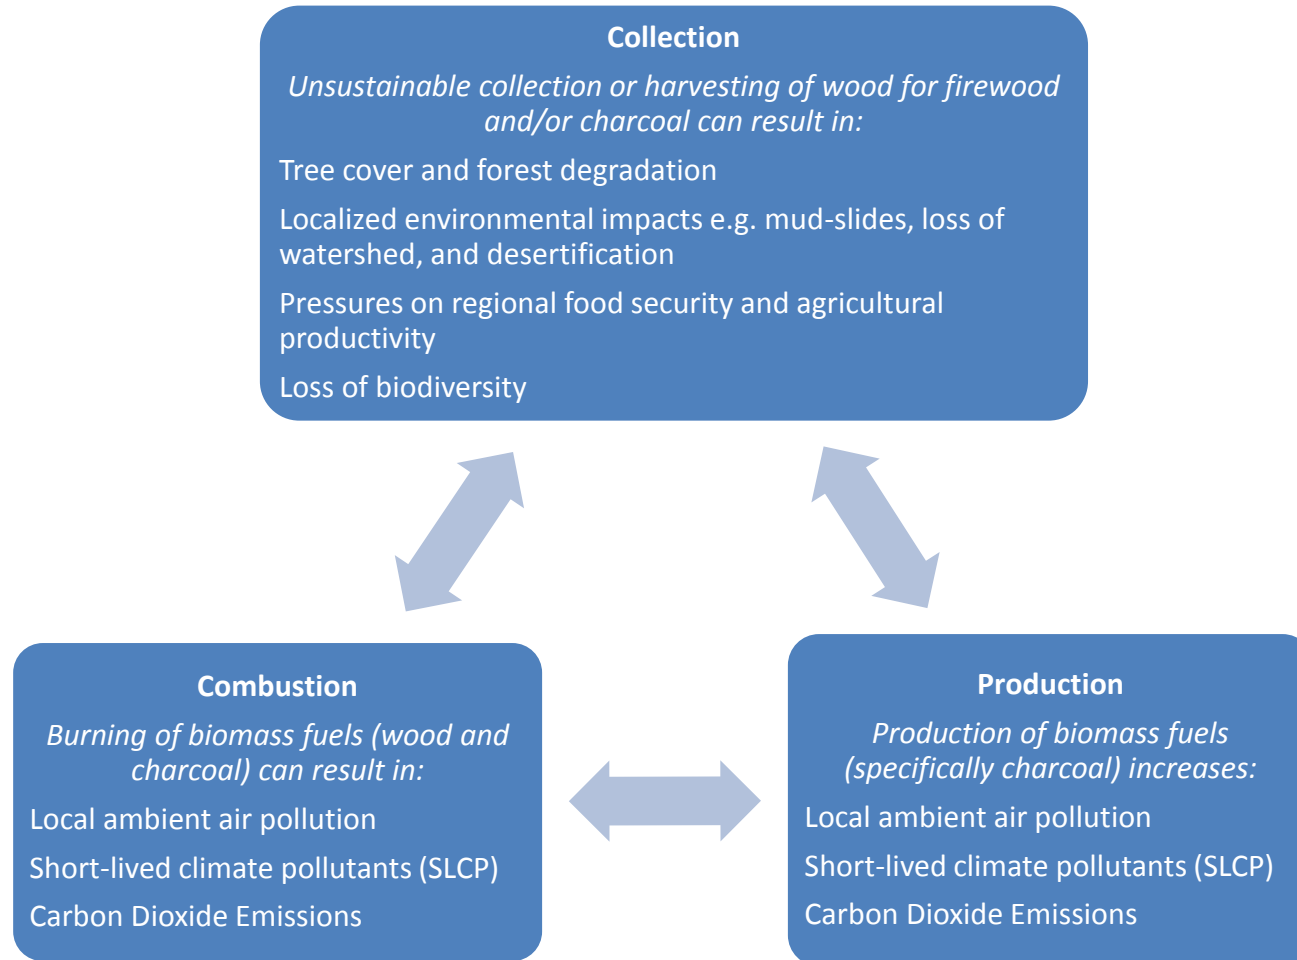 Collection
Unsustainable collection or harvesting of wood for firewood
and/or charcoal can result in:
Tree cover and forest degradation
Localized environmental impacts e.g. mud-slides, loss of
watershed, and desertification
Pressures on regional food security and agricultural
productivity
Loss of biodiversity
Combustion
Burning of biomass fuels (wood and
charcoal) can result in:
Local ambient air pollution
Short-lived climate pollutants (SLCP)
Carbon Dioxide Emissions
Production
Production of biomass fuels
(specifically charcoal) increases:
Local ambient air pollution
Short-lived climate pollutants (SLCP)
Carbon Dioxide Emissions